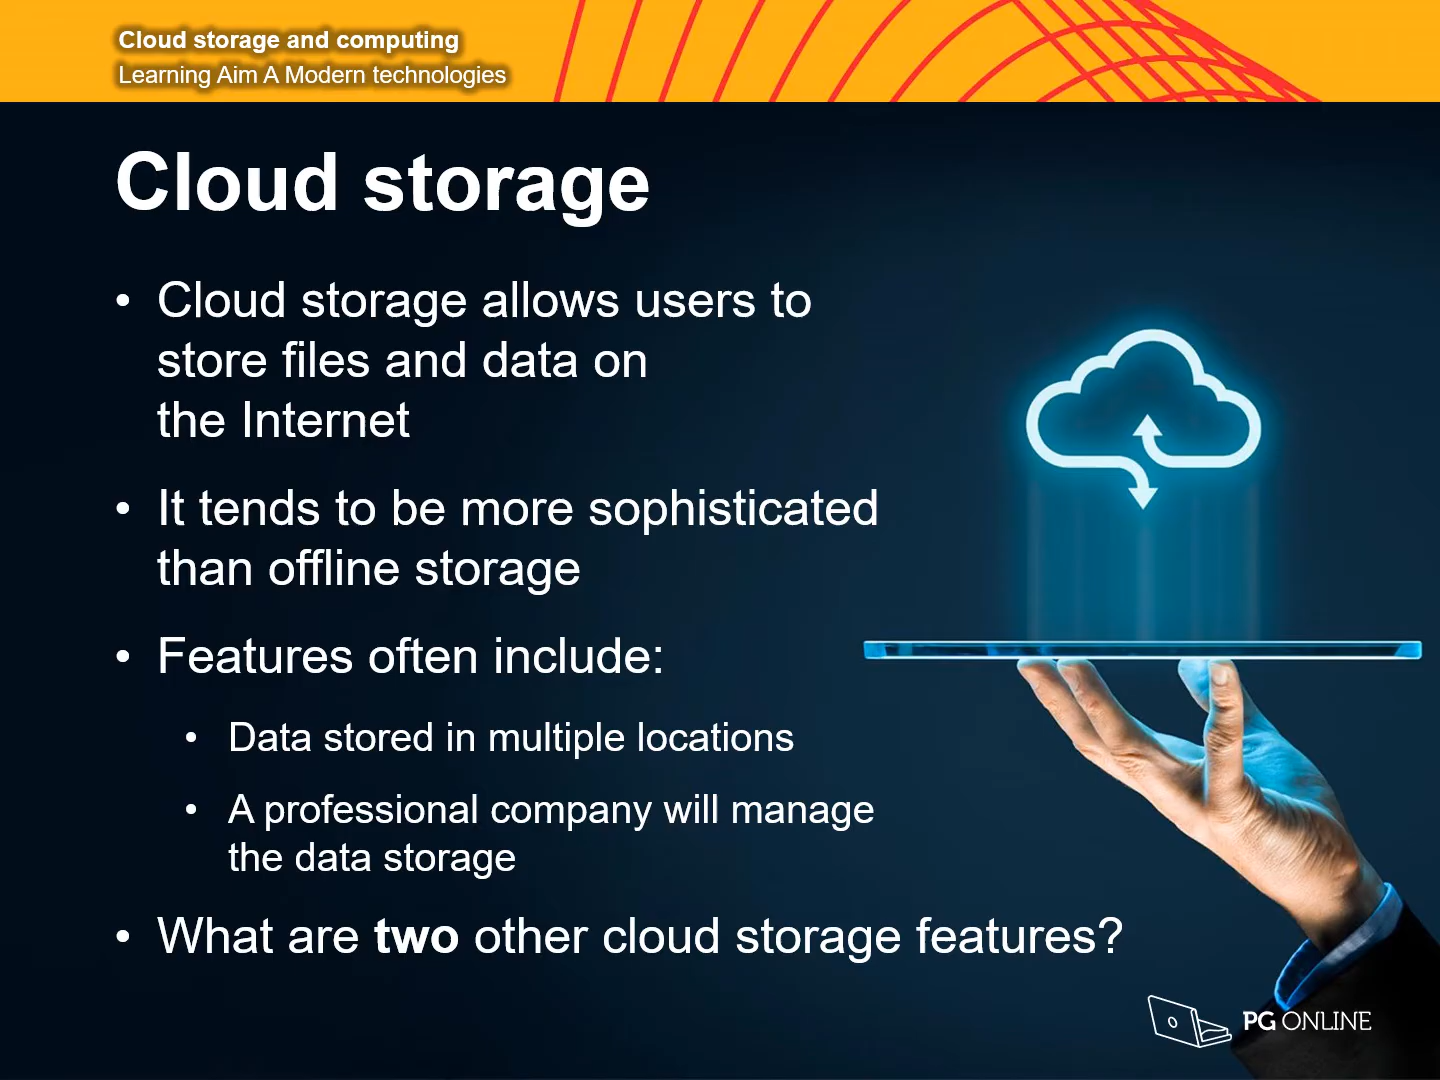 Cloud storage and computing
Learning Aim A Modern technologies
Cloud storage
• Cloud storage allows users to
store files and data on
the Internet
• It tends to be more sophisticated
than offline storage
• Features often include:
• Data stored in multiple locations
• A professional company will manage
the data storage
• What are two other cloud storage features?
PG ONLINE